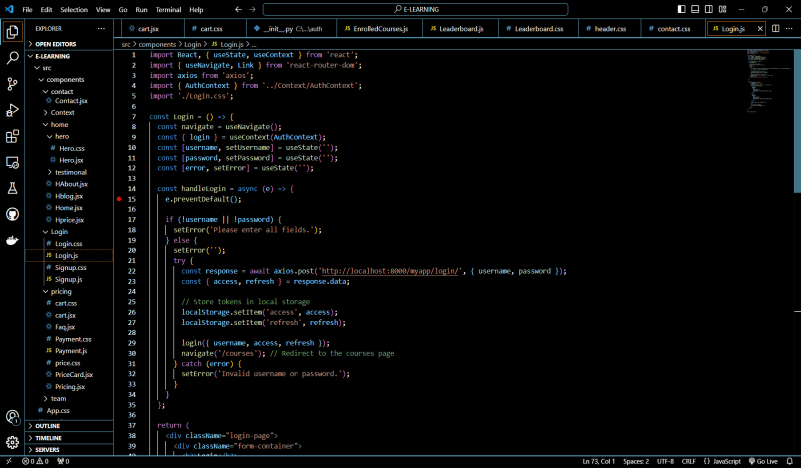 File Edit Selection View Go Run Terminal Help
E-LEARNING
EXPLORER
cart.jsx
cart.css
__init__.py C:\...\auth
EnrolledCourses.js
Leaderboard.js
Leaderboard.css
header.css
contact.css
Login.js
OPEN EDITORS
E-LEARNING
src
components
contact
Contact.jsx
Context
home
hero
Hero.css
Hero.jsx
testimonal
HAbout.jsx
Hblog.jsx
Home.jsx
Hprice.jsx
Login
Login.css
Login.js
Signup.css
Signup.js
pricing
cart.css
cart.jsx
Faq.jsx
Payment.css
Payment.js
price.css
PriceCard.jsx
Pricing.jsx
team
App.css
OUTLINE
TIMELINE
SERVERS
src > components > Login > Login.js > ...
1 import React, { useState, useContext } from 'react';
2 import { useNavigate, Link } from 'react-router-dom';
3 import axios from 'axios';
4 import { AuthContext } from '../Context/AuthContext';
5 import './Login.css';
6
7 const Login = () => {
8 const navigate = useNavigate();
9 const { login } = useContext(AuthContext);
10 const [username, setUsername] = useState('');
11 const [password, setPassword] = useState('');
12 const [error, setError] = useState('');
13
14 const handleLogin = async (e) => {
15 e.preventDefault();
16
17 if (!username || !password) {
18 setError('Please enter all fields.');
19 } else {
20 setError('');
21 try {
22 const response = await axios.post('http://localhost:8000/myapp/login/', { username, password });
23 const { access, refresh } = response.data;
24
25 // Store tokens in local storage
26 localStorage.setItem('access', access);
27 localStorage.setItem('refresh', refresh);
28
29 login({ username, access, refresh });
30 navigate('/courses'); // Redirect to the courses page
31 } catch (error) {
32 setError('Invalid username or password.');
33 }
34 }
35 };
36
37 return (
38 <div className="login-page">
39 <div className="form-container">
40 <h2>Login</h2>
0 0 0
Ln 73, Col 1 Spaces: 2 UTF-8 CRLF {} JavaScript Go Live